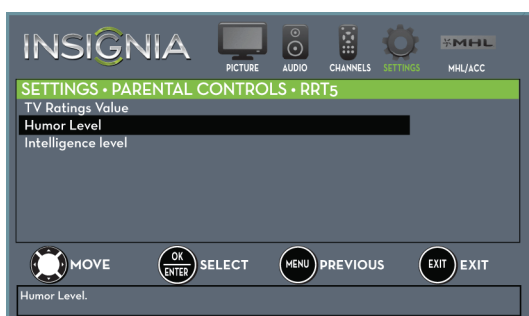 INSIGNIA
PICTURE AUDIO CHANNELS SETTINGS MHL MHL/ACC
SETTINGS • PARENTAL CONTROLS • RRT5
TV Ratings Value
Humor Level
Intelligence level
MOVE OK ENTER SELECT MENU PREVIOUS EXIT EXIT
Humor Level.